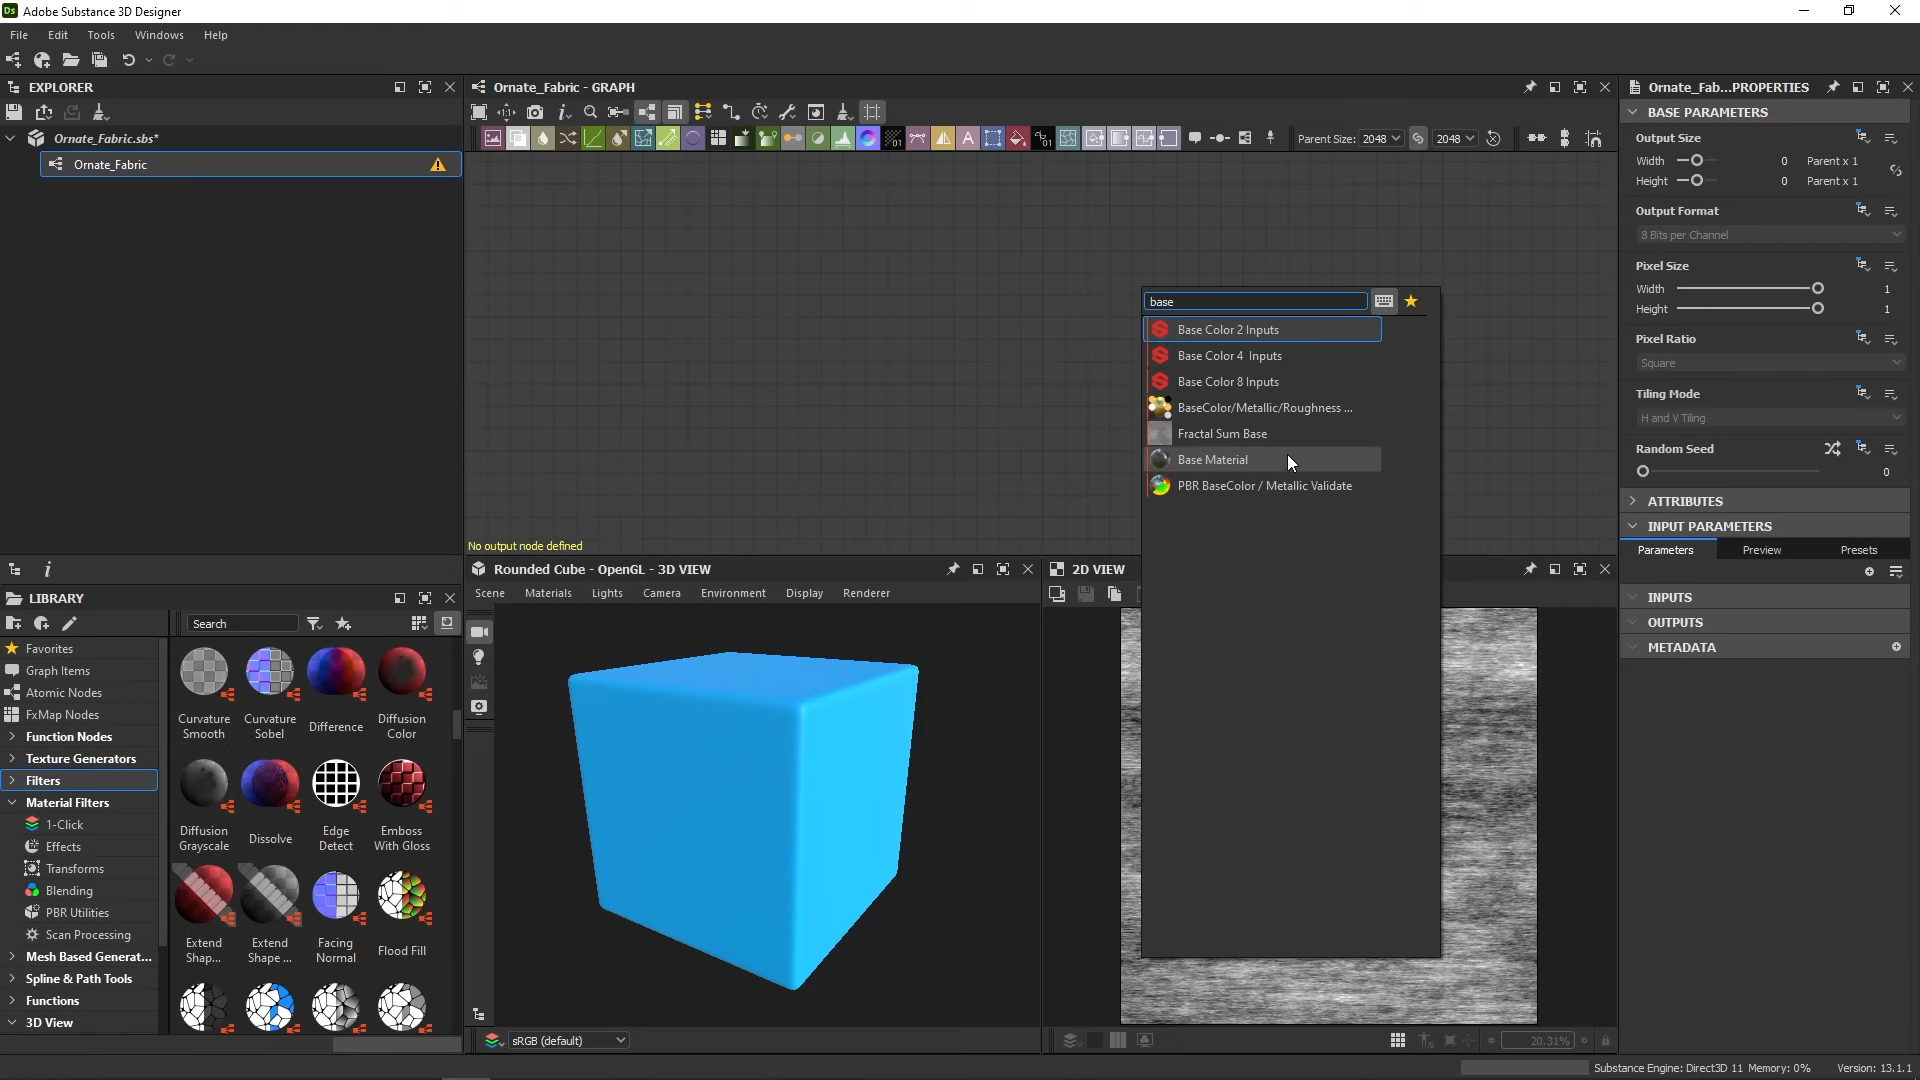 Ds Adobe Substance 3D Designer
File Edit Tools Windows Help
EXPLORER
Ornate_Fabric.sbs*
Ornate_Fabric
Ornate_Fabric - GRAPH
Parent Size: 2048 2048
No output node defined
base
Base Color 2 Inputs
Base Color 4 Inputs
Base Color 8 Inputs
BaseColor/Metallic/Roughness ...
Fractal Sum Base
Base Material
PBR BaseColor / Metallic Validate
Ornate_Fab...PROPERTIES
BASE PARAMETERS
Output Size
Width 0 Parent x 1
Height 0 Parent x 1
Output Format
8 Bits per Channel
Pixel Size
Width 1
Height 1
Pixel Ratio
Square
Tiling Mode
H and V Tiling
Random Seed
0
ATTRIBUTES
INPUT PARAMETERS
Parameters Preview Presets
INPUTS
OUTPUTS
METADATA
LIBRARY
Search
Favorites
Graph Items
Atomic Nodes
FxMap Nodes
Function Nodes
Texture Generators
Filters
Material Filters
1-Click
Effects
Transforms
Blending
PBR Utilities
Scan Processing
Mesh Based Generat...
Spline & Path Tools
Functions
3D View
Curvature Smooth
Curvature Sobel
Difference
Diffusion Color
Diffusion Grayscale
Dissolve
Edge Detect
Emboss With Gloss
Extend Shap...
Extend Shape ...
Facing Normal
Flood Fill
Rounded Cube - OpenGL - 3D VIEW
Scene Materials Lights Camera Environment Display Renderer
sRGB (default)
2D VIEW
20.31%
Substance Engine: Direct3D 11 Memory: 0% Version: 13.1.1